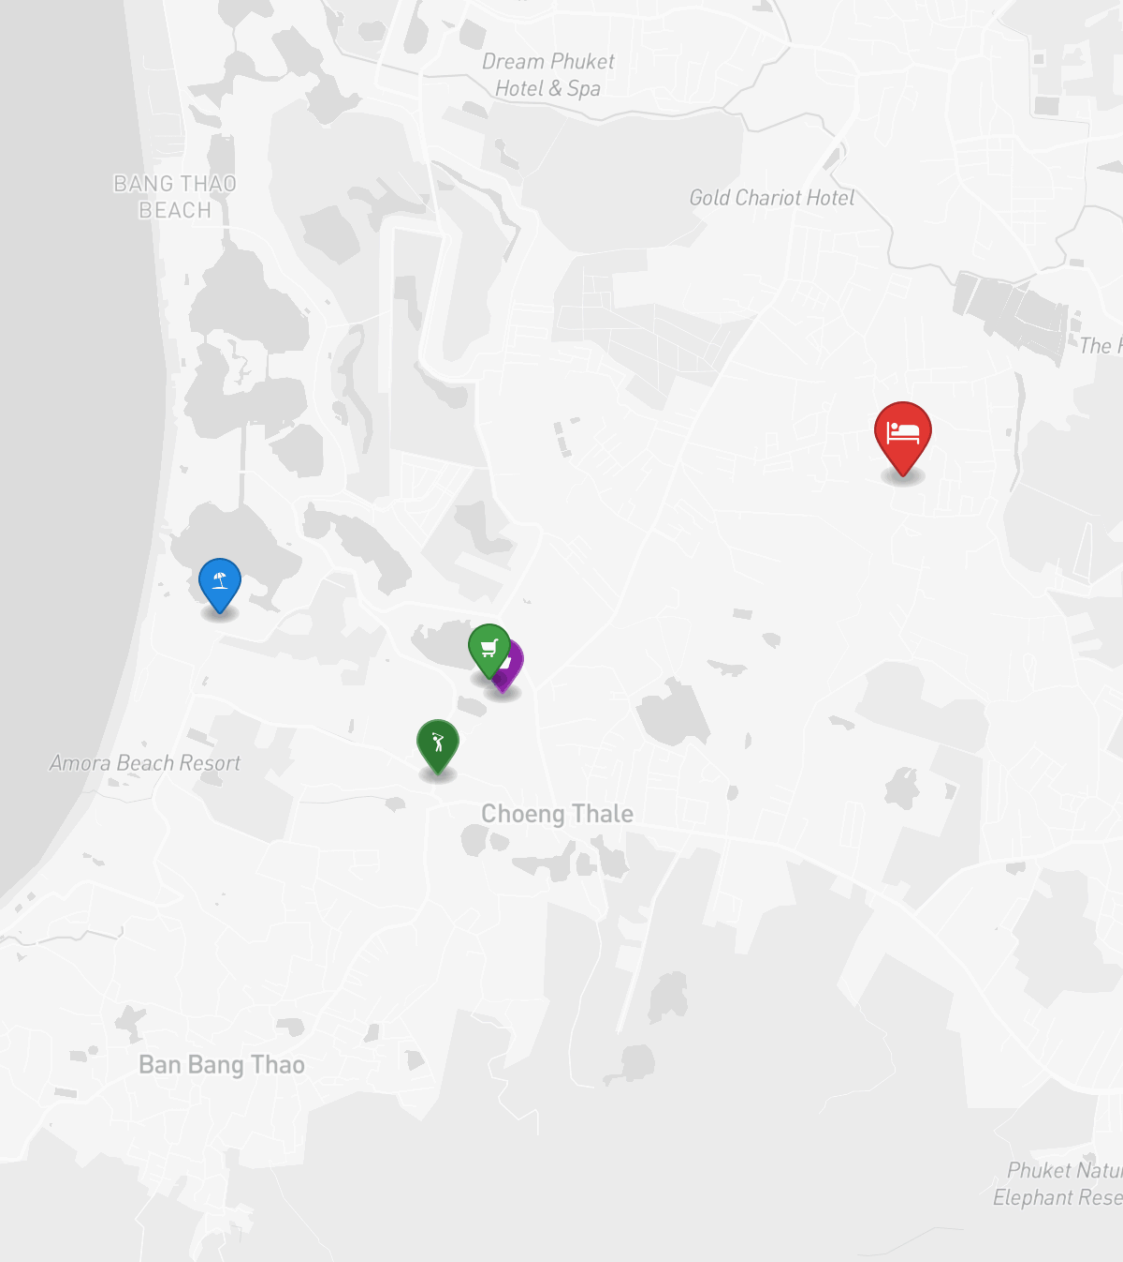 Dream Phuket
Hotel & Spa
BANG THAO
BEACH
Gold Chariot Hotel
The
Amora Beach Resort
Choeng Thale
Ban Bang Thao
Phuket Natu
Elephant Rese